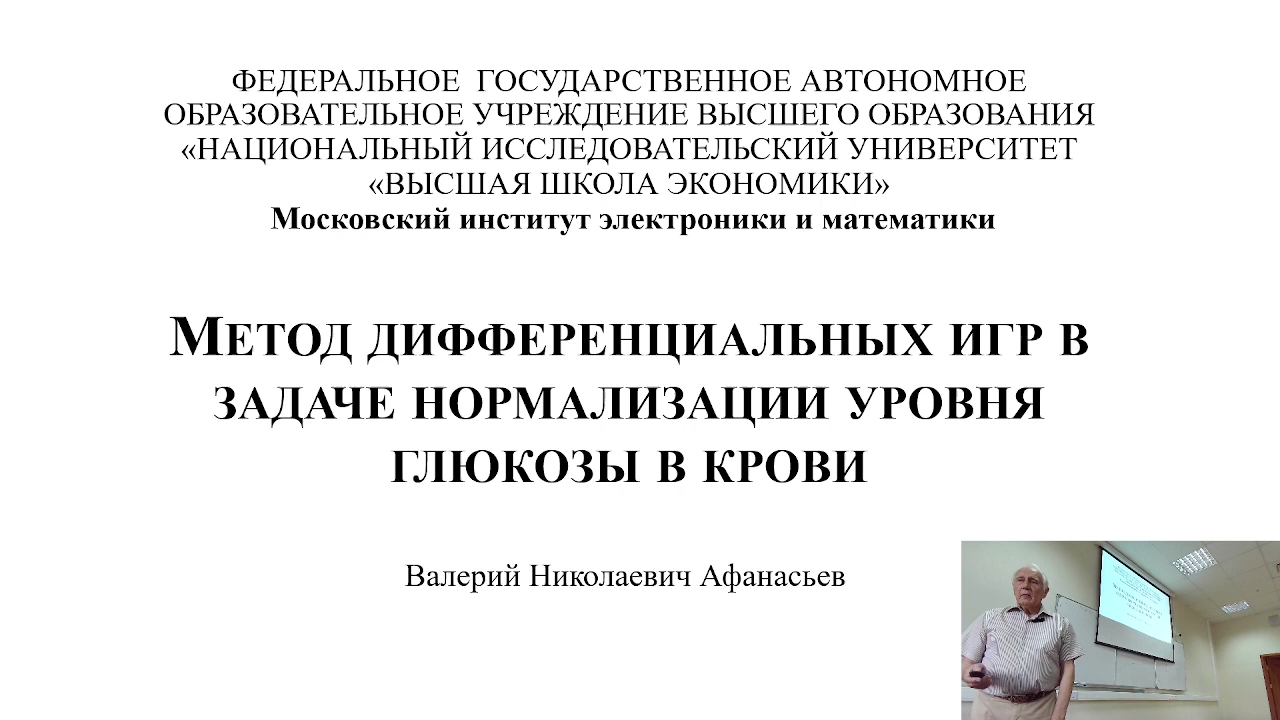 ФЕДЕРАЛЬНОЕ ГОСУДАРСТВЕННОЕ АВТОНОМНОЕ
ОБРАЗОВАТЕЛЬНОЕ УЧРЕЖДЕНИЕ ВЫСШЕГО ОБРАЗОВАНИЯ
«НАЦИОНАЛЬНЫЙ ИССЛЕДОВАТЕЛЬСКИЙ УНИВЕРСИТЕТ
«ВЫСШАЯ ШКОЛА ЭКОНОМИКИ»
Московский институт электроники и математики
МЕТОД ДИФФЕРЕНЦИАЛЬНЫХ ИГР В
ЗАДАЧЕ НОРМАЛИЗАЦИИ УРОВНЯ
ГЛЮКОЗЫ В КРОВИ
Валерий Николаевич Афанасьев